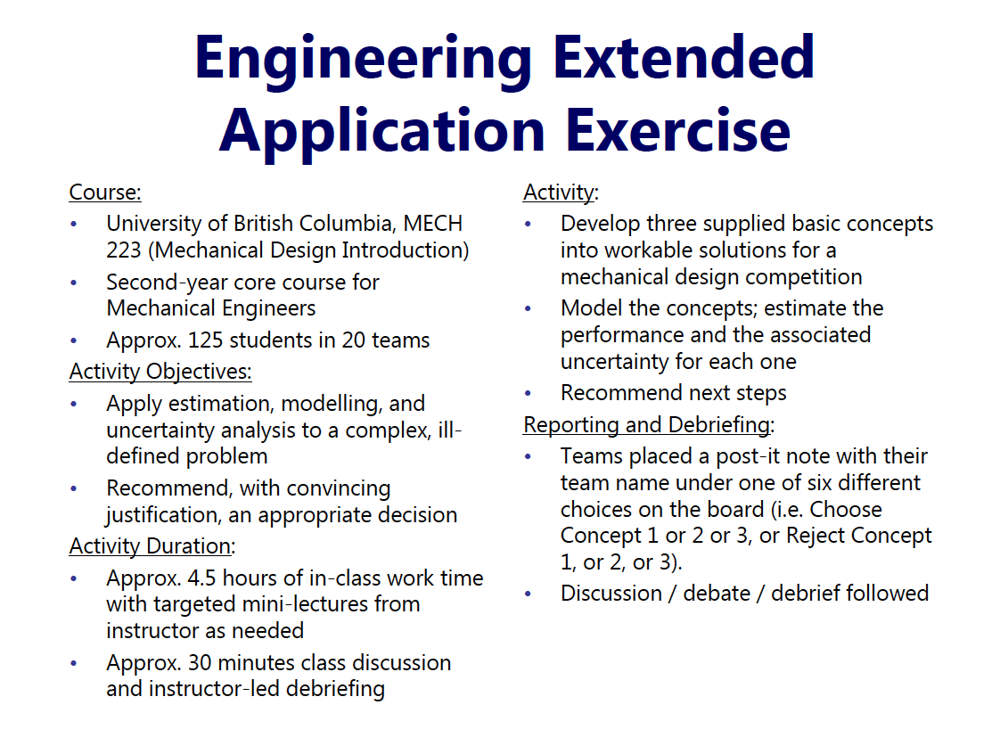 Engineering Extended
Application Exercise
Course:
• University of British Columbia, MECH
223 (Mechanical Design Introduction)
• Second-year core course for
Mechanical Engineers
• Approx. 125 students in 20 teams
Activity Objectives:
• Apply estimation, modelling, and
uncertainty analysis to a complex, ill-
defined problem
• Recommend, with convincing
justification, an appropriate decision
Activity Duration:
• Approx. 4.5 hours of in-class work time
with targeted mini-lectures from
instructor as needed
• Approx. 30 minutes class discussion
and instructor-led debriefing
Activity:
• Develop three supplied basic concepts
into workable solutions for a
mechanical design competition
• Model the concepts; estimate the
performance and the associated
uncertainty for each one
• Recommend next steps
Reporting and Debriefing:
• Teams placed a post-it note with their
team name under one of six different
choices on the board (i.e. Choose
Concept 1 or 2 or 3, or Reject Concept
1, or 2, or 3).
• Discussion / debate / debrief followed